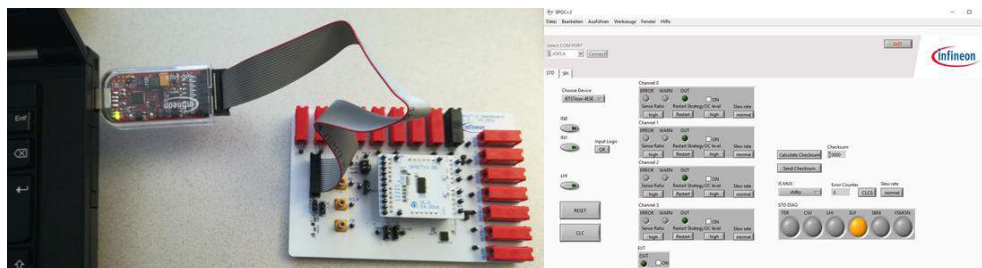 Entf
infineon
infineon
SPOC+2
Datei Bearbeiten Ausführen Werkzeuge Fenster Hilfe
Select COM PORT
Connect
EXIT
infineon
STD SPI
Choose Device
IN0
IN1
Input Logic
OR
LHI
RESET
CLC
Channel 0
ERROR WARN OUT
ON
Sense Ratio Restart Strategy OC level Slew rate
high Restart high normal
Channel 1
ERROR WARN OUT
ON
Sense Ratio Restart Strategy OC level Slew rate
high Restart high normal
Channel 2
ERROR WARN OUT
ON
Sense Ratio Restart Strategy OC level Slew rate
high Restart high normal
Channel 3
ERROR WARN OUT
ON
Sense Ratio Restart Strategy OC level Slew rate
high Restart high normal
EXT
OUT
ON
Checksum
Calculate Checksum 0000
Send Checksum
IS MUX Error Counter Slew rate
0 CLCS normal
STD DIAG
TER CSV LHI SLP SBM VSMON